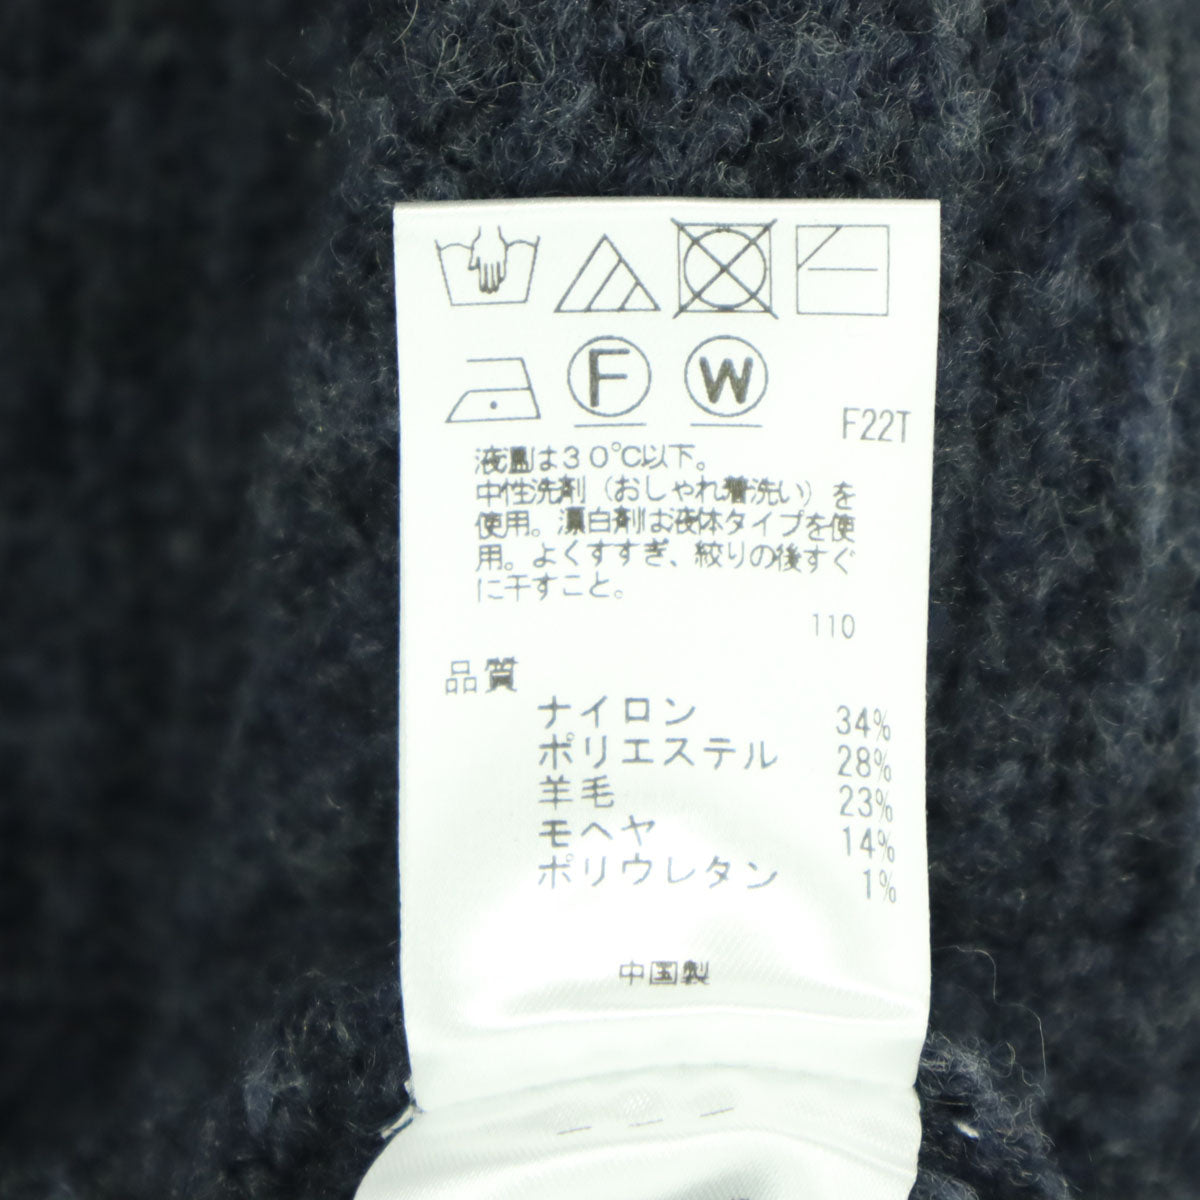 F
W
F22T
液温は30℃以下。
中性洗剤(おしゃれ着洗い)を
使用。漂白剤は液体タイプを使
用。よくすすぎ、絞りの後すぐ
に干すこと。
110
品質
ナイロン 34%
ポリエステル 28%
羊毛 23%
モヘヤ 14%
ポリウレタン 1%
中国製